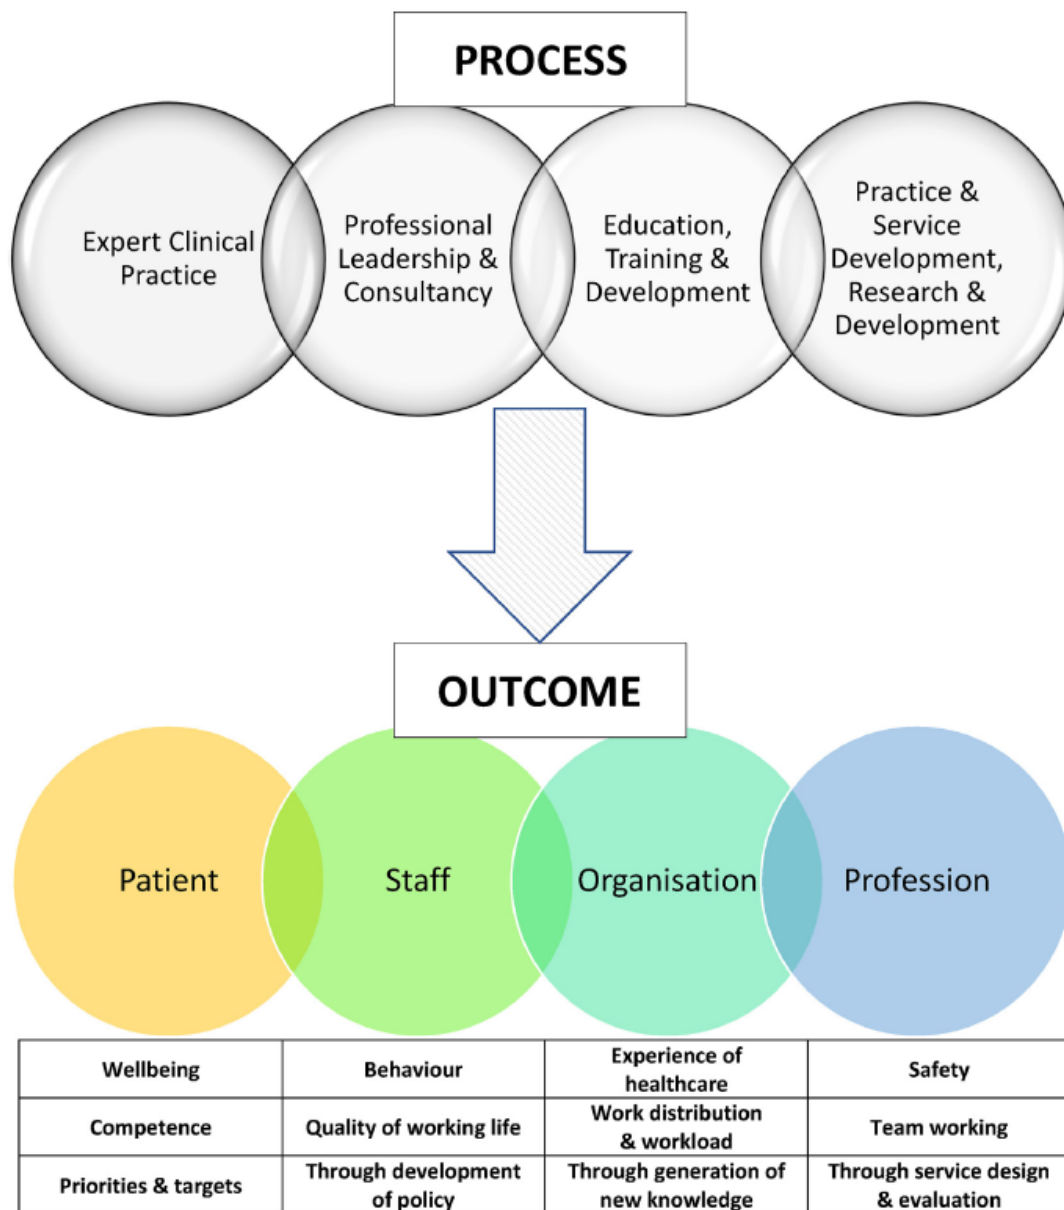 PROCESS
Expert Clinical
Practice
Professional
Leadership &
Consultancy
Education,
Training &
Development
Practice &
Service
Development,
Research &
Development
OUTCOME
Patient
Staff
Organisation
Profession
Wellbeing
Behaviour
Experience of
healthcare
Safety
Competence
Quality of working life
Work distribution
& workload
Team working
Priorities & targets
Through development
of policy
Through generation of
new knowledge
Through service design
& evaluation